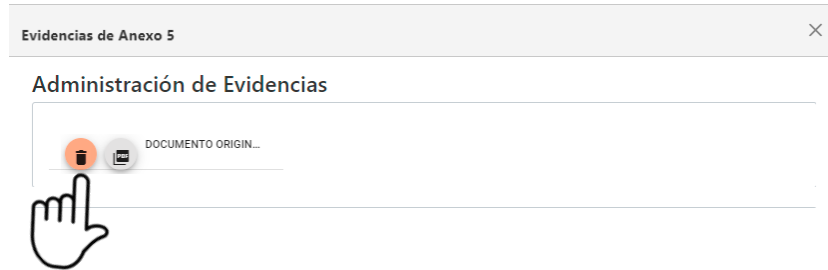 Evidencias de Anexo 5
Administración de Evidencias
DOCUMENTO ORIGIN...
PDF